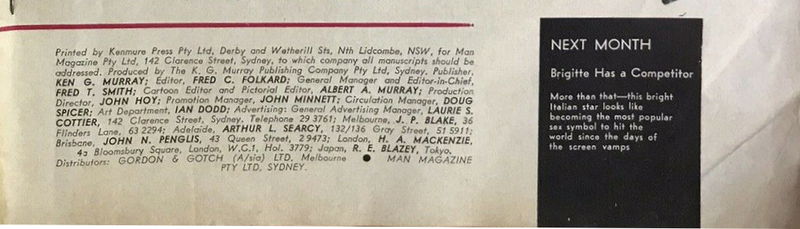 Printed by Kenmure Press Pty Ltd, Derby and Wetherill Sts, Nth Lidcombe, NSW, for Man
Magazine Pty Ltd, 142 Clarence Street, Sydney, to which company all manuscripts should be
addressed. Produced by The K. G. Murray Publishing Company Pty Ltd, Sydney. Publisher,
KEN G. MURRAY; Editor, FRED C. FOLKARD; General Manager and Editor-in-Chief,
FRED T. SMITH; Cartoon Editor and Pictorial Editor, ALBERT A. MURRAY; Production
Director, JOHN HOY; Promotion Manager, JOHN MINNETT; Circulation Manager, DOUG
SPICER; Art Department, IAN DODD; Advertising: General Advertising Manager, LAURIE S.
COTTIER, 142 Clarence Street, Sydney. Telephone 29 3761; Melbourne, J. P. BLAKE, 36
Flinders Lane, 63 2294; Adelaide, ARTHUR L. SEARCY, 132/136 Gray Street, 51 5911;
Brisbane, JOHN N. PENGLIS, 43 Queen Street, 2 9473; London, H. A. MACKENZIE,
4a Bloomsbury Square, London, W.C.1, Hol. 3779; Japan, R. E. BLAZEY, Tokyo.
Distributors: GORDON & GOTCH (A/sia) LTD. Melbourne ● MAN MAGAZINE
PTY LTD, SYDNEY.
NEXT MONTH
Brigitte Has a Competitor
More than that—this bright
Italian star looks like
becoming the most popular
sex symbol to hit the
world since the days of
the screen vamps